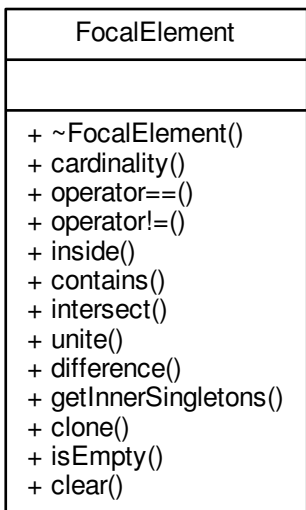 FocalElement
+ ~FocalElement()
+ cardinality()
+ operator==()
+ operator!=()
+ inside()
+ contains()
+ intersect()
+ unite()
+ difference()
+ getInnerSingletons()
+ clone()
+ isEmpty()
+ clear()